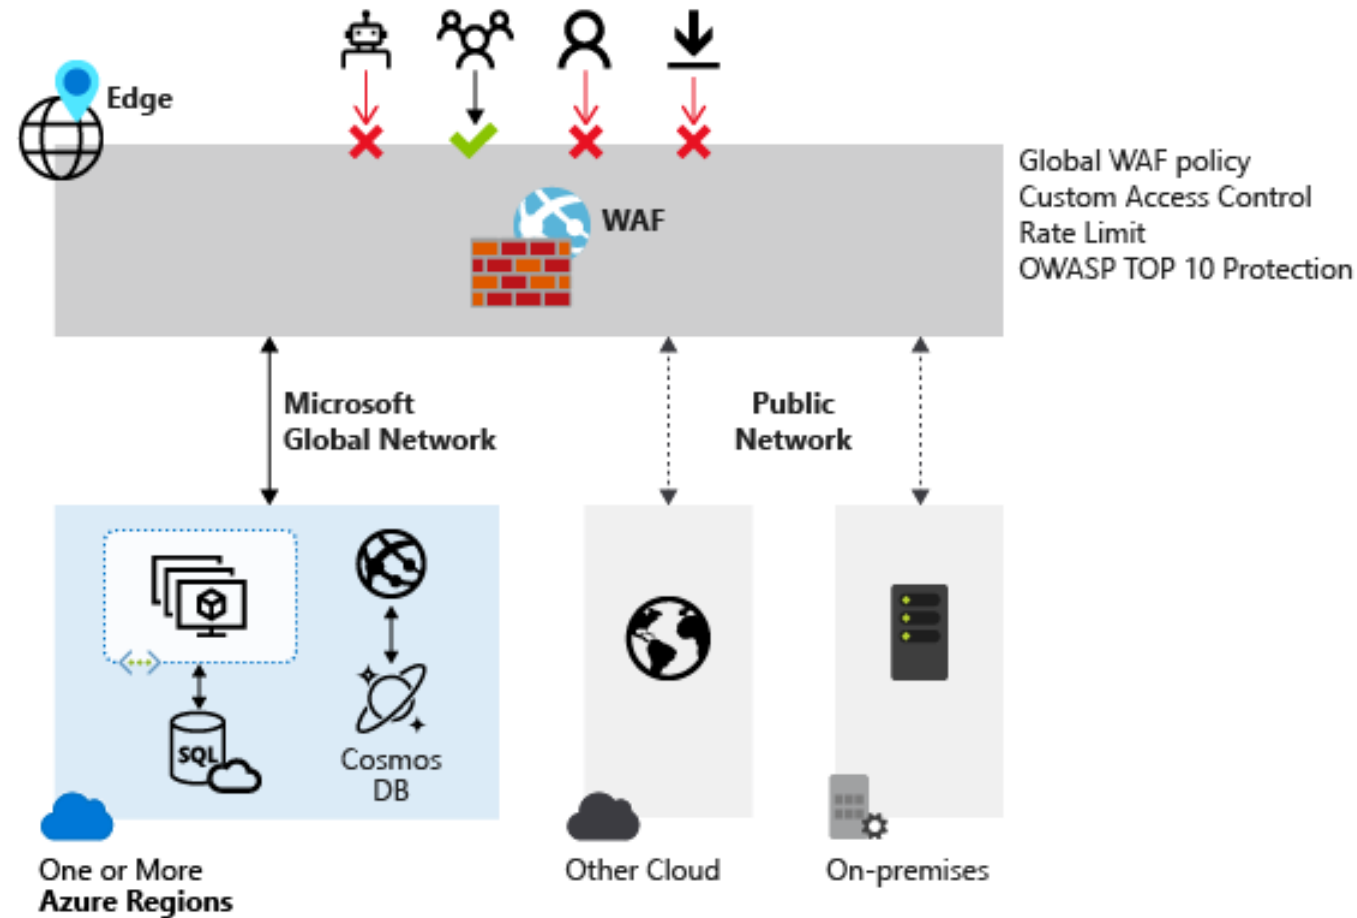 Edge
WAF
Global WAF policy
Custom Access Control
Rate Limit
OWASP TOP 10 Protection
Microsoft
Global Network
Public
Network
SQL
Cosmos
DB
One or More
Azure Regions
Other Cloud
On-premises